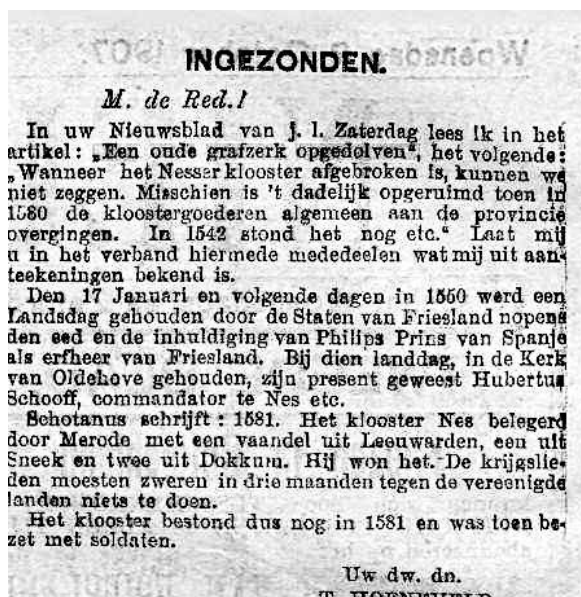 INGEZONDEN.
M. de Red.!
In uw Nieuwsblad van j. l. Zaterdag lees ik in het
artikel: „Een oude grafzerk opgedolven", het volgende:
„Wanneer het Nesser klooster afgebroken is, kunnen we
niet zeggen. Misschien is 't dadelijk opgeruimd toen in
1580 de kloostergoederen algemeen aan de provincie
overgingen. In 1542 stond het nog etc." Laat mij
u in het verband hiermede mededeelen wat mij uit aan-
teekeningen bekend is.
Den 17 Januari en volgende dagen in 1550 werd een
Landsdag gehouden door de Staten van Friesland nopens
den eed en de inhuldiging van Philips Prins van Spanje
als erfheer van Friesland. Bij dien landdag, in de Kerk
van Oldehove gehouden, zijn present geweest Hubertus
Schooff, commandator te Nes etc.
Schotanus schrijft: 1581. Het klooster Nes belegerd
door Merode met een vaandel uit Leeuwarden, een uit
Sneek en twee uit Dokkum. Hij won het. De krijgslie-
den moesten zweren in drie maanden tegen de vereenigde
landen niets te doen.
Het klooster bestond dus nog in 1581 en was toen be-
zet met soldaten.
Uw dw. dn.